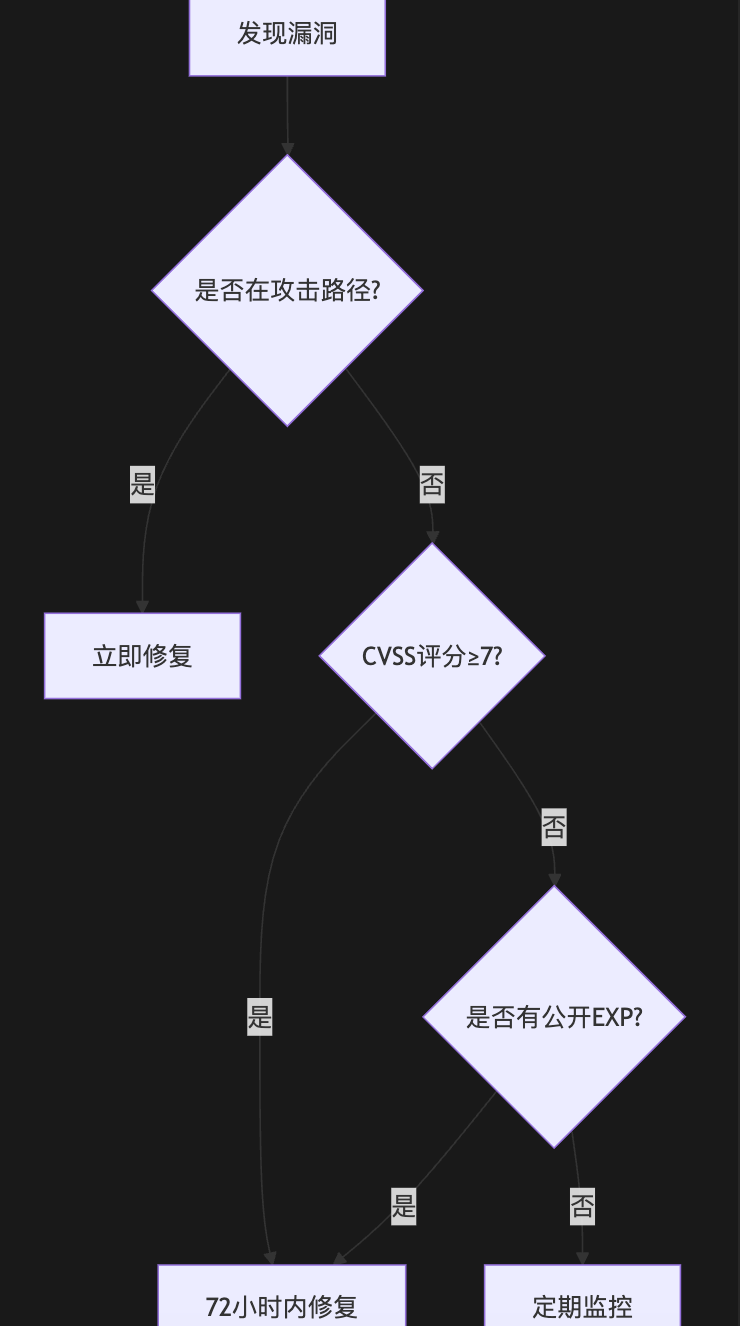 发现漏洞
是否在攻击路径?
是
否
立即修复
CVSS评分≥7?
否
是
是否有公开EXP?
是
否
72小时内修复
定期监控